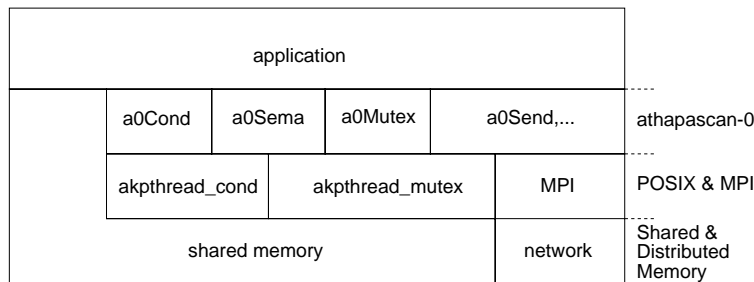 application
a0Cond
a0Sema
a0Mutex
a0Send,...
athapascan-0
akpthread_cond
akpthread_mutex
MPI
POSIX & MPI
shared memory
network
Shared &
Distributed
Memory